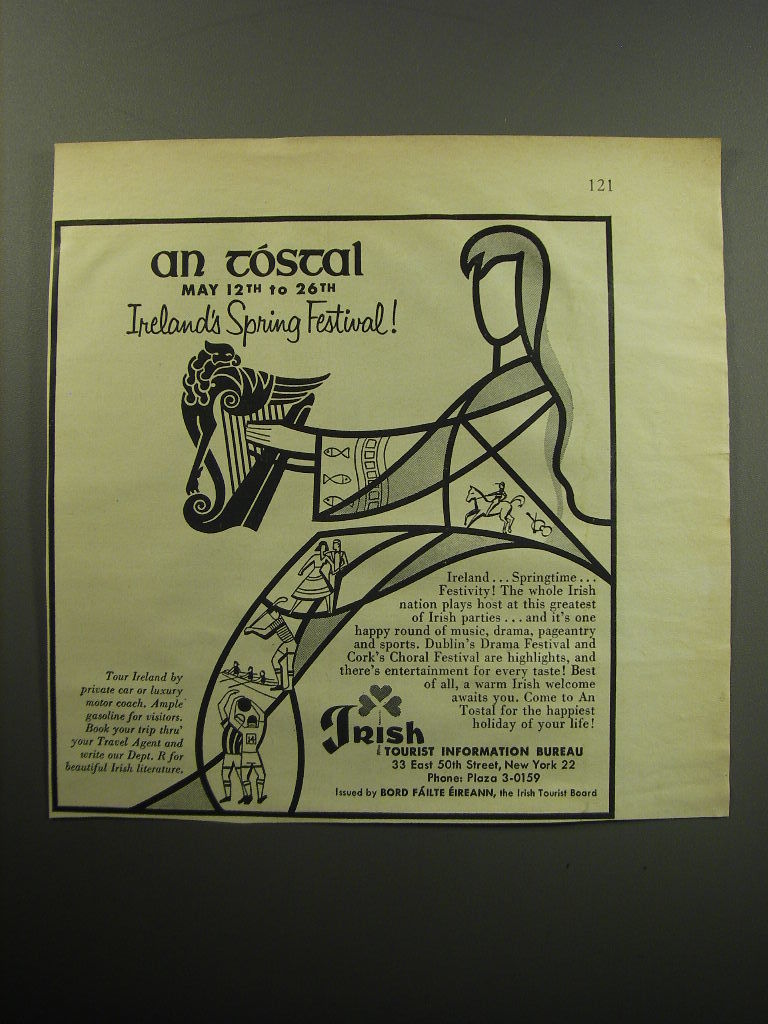 121
an tóstal
MAY 12TH to 26TH
Ireland's Spring Festival!
Ireland . . . Springtime . . .
Festivity! The whole Irish
nation plays host at this greatest
of Irish parties . . . and it's one
happy round of music, drama, pageantry
and sports. Dublin's Drama Festival and
Cork's Choral Festival are highlights, and
there's entertainment for every taste! Best
of all, a warm Irish welcome
awaits you. Come to An
Tostal for the happiest
holiday of your life!
Tour Ireland by
private car or luxury
motor coach. Ample
gasoline for visitors.
Book your trip thru'
your Travel Agent and
write our Dept. R for
beautiful Irish literature.
14
Irish
TOURIST INFORMATION BUREAU
33 East 50th Street, New York 22
Phone: Plaza 3-0159
Issued by BORD FÁILTE ÉIREANN, the Irish Tourist Board